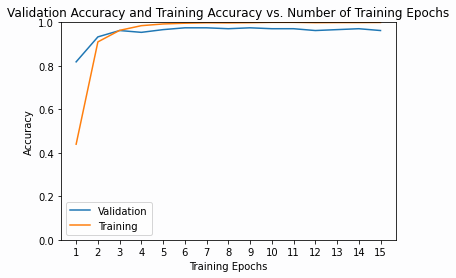 Validation Accuracy and Training Accuracy vs. Number of Training Epochs
1.0
0.8
0.6
0.4
0.2
0.0
Accuracy
Validation
Training
1 2 3 4 5 6 7 8 9 10 11 12 13 14 15
Training Epochs